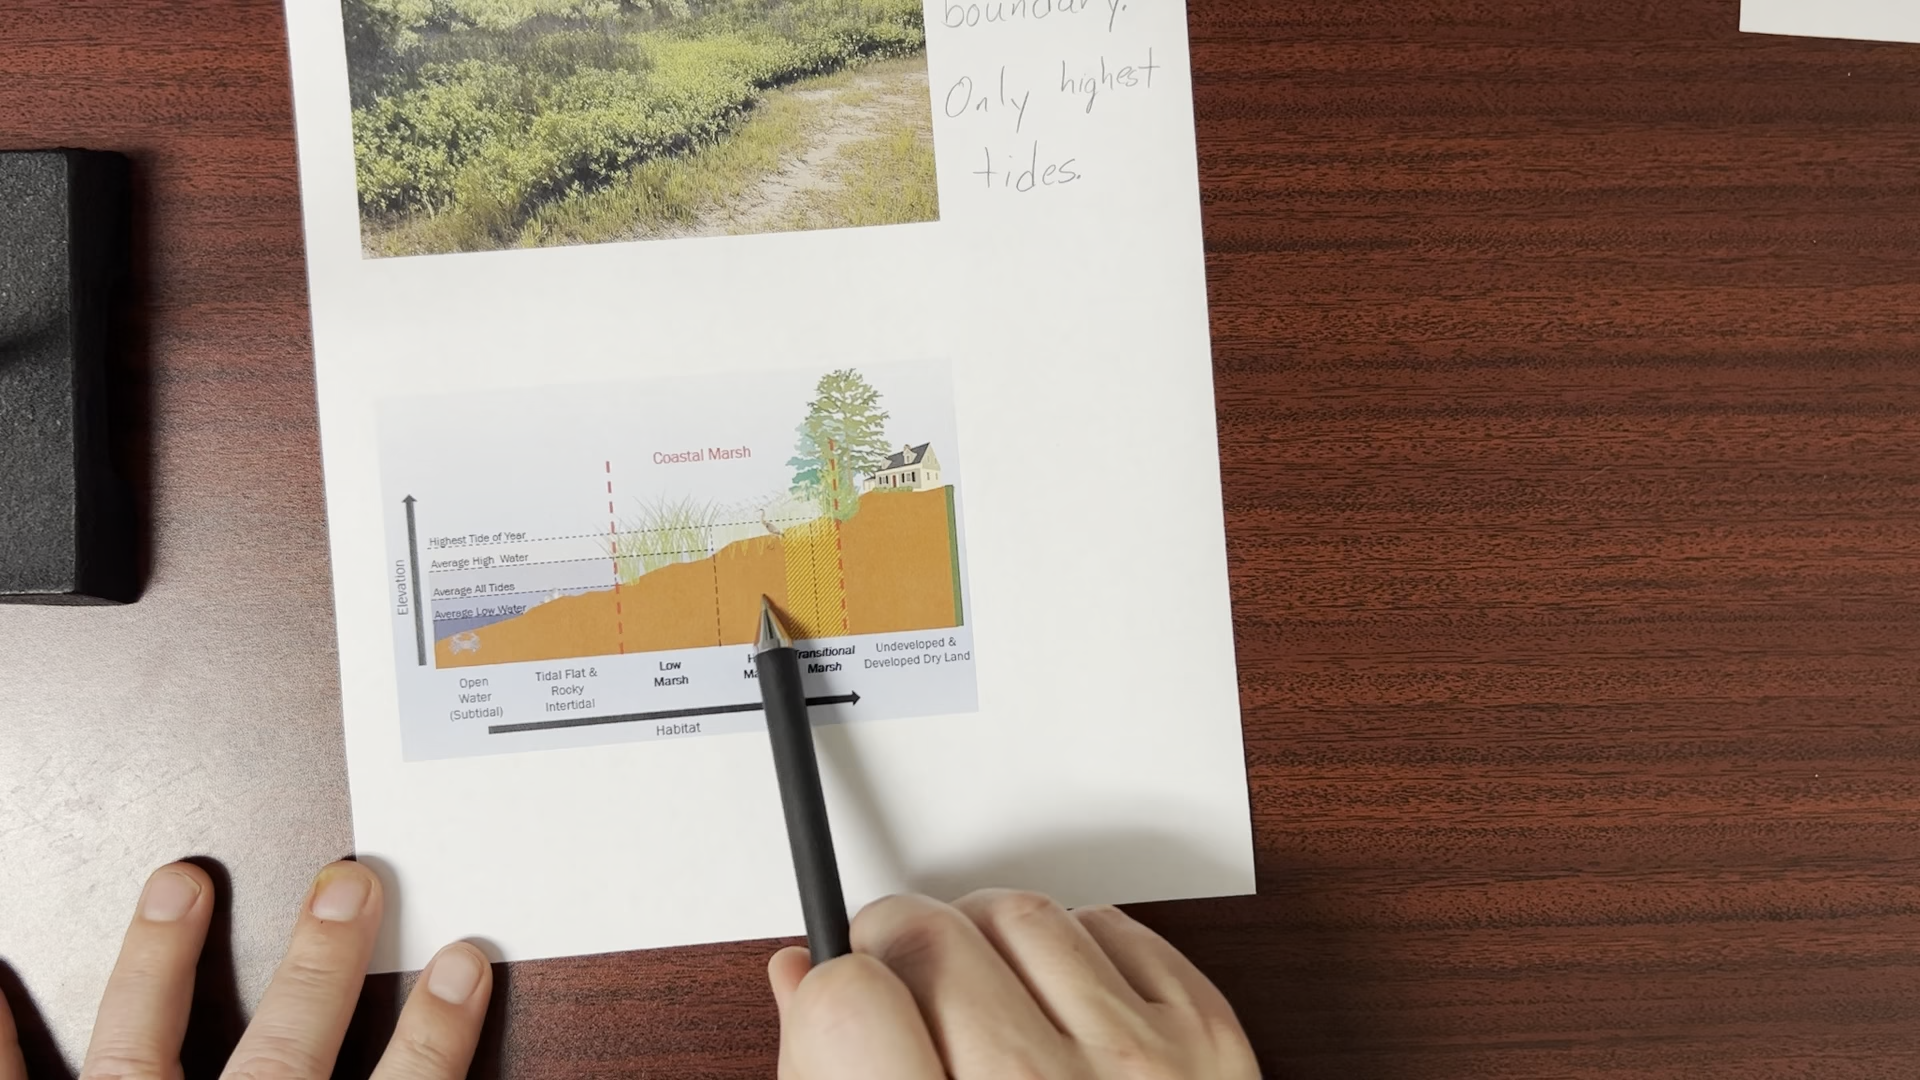 boundary.
Only highest
tides.
Coastal Marsh
Highest Tide of Year
Average High Water
Average All Tides
Average Low Water
Elevation
Open
Water
(Subtidal)
Tidal Flat &
Rocky
Intertidal
Low
Marsh
Transitional
Marsh
Undeveloped &
Developed Dry Land
Habitat